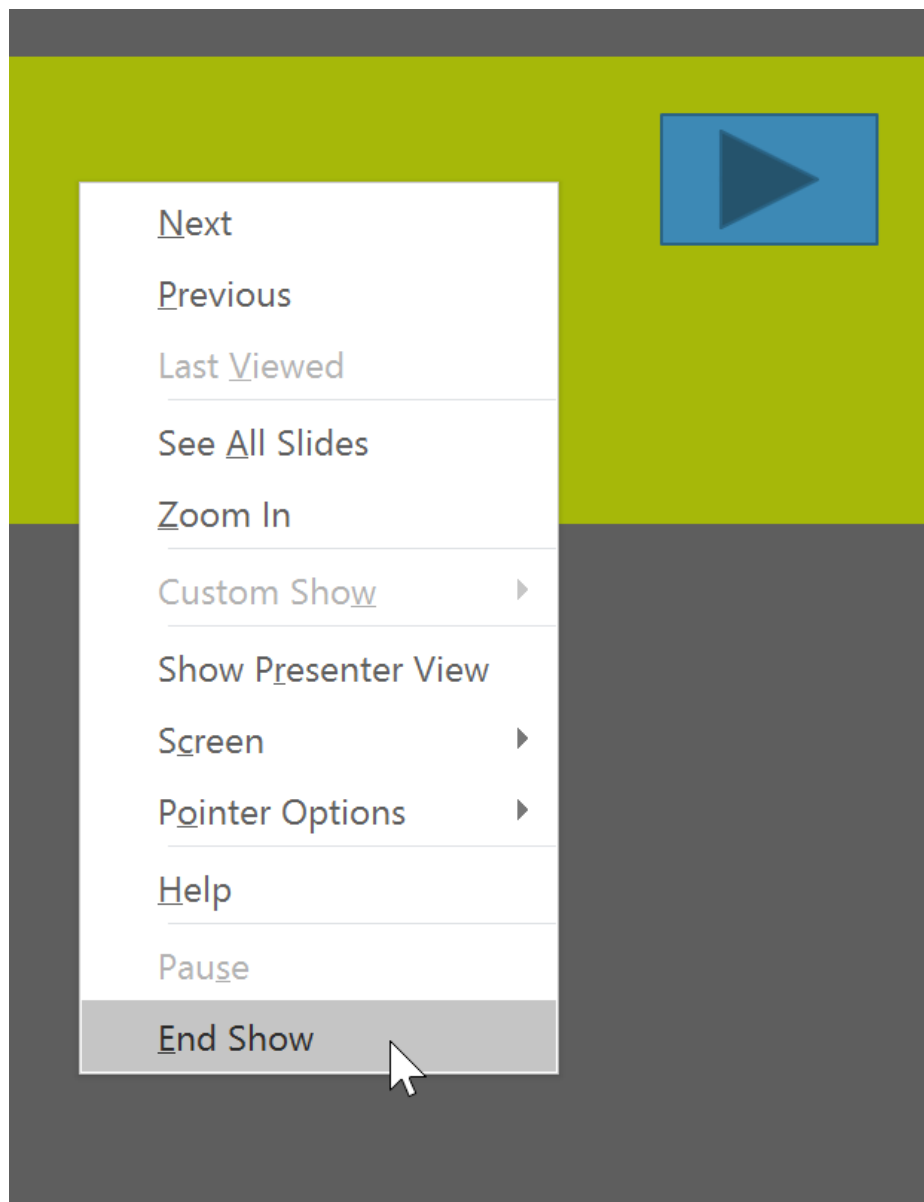 Next
Previous
Last Viewed
See All Slides
Zoom In
Custom Show
Show Presenter View
Screen
Pointer Options
Help
Pause
End Show